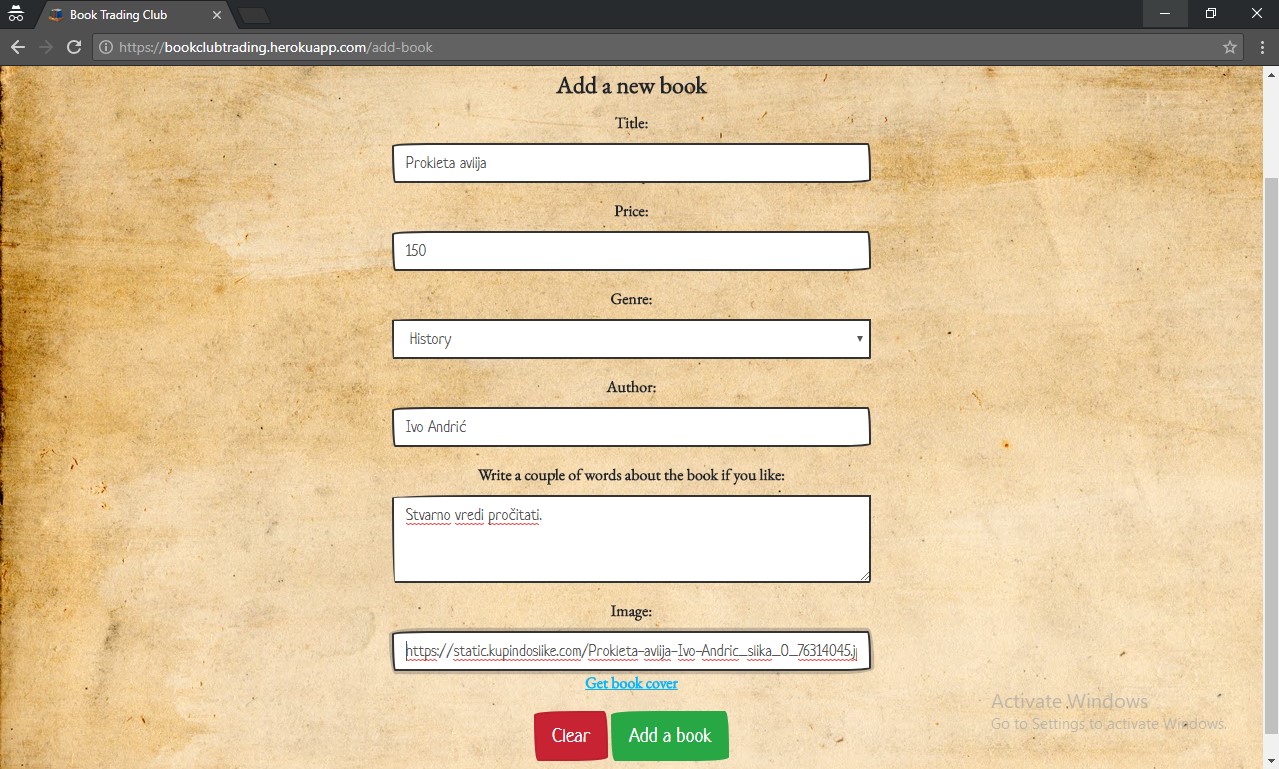 Book Trading Club
https://bookclubtrading.herokuapp.com/add-book
Add a new book
Title:
Prokleta avlija
Price:
150
Genre:
History
Author:
Ivo Andrić
Write a couple of words about the book if you like:
Stvarno vredi pročitati.
Image:
https://static.kupindoslike.com/Prokleta-avlija-Ivo-Andric_slika_O_76314045.j
Get book cover
Clear Add a book
Activate Windows
Go to Settings to activate Windows.